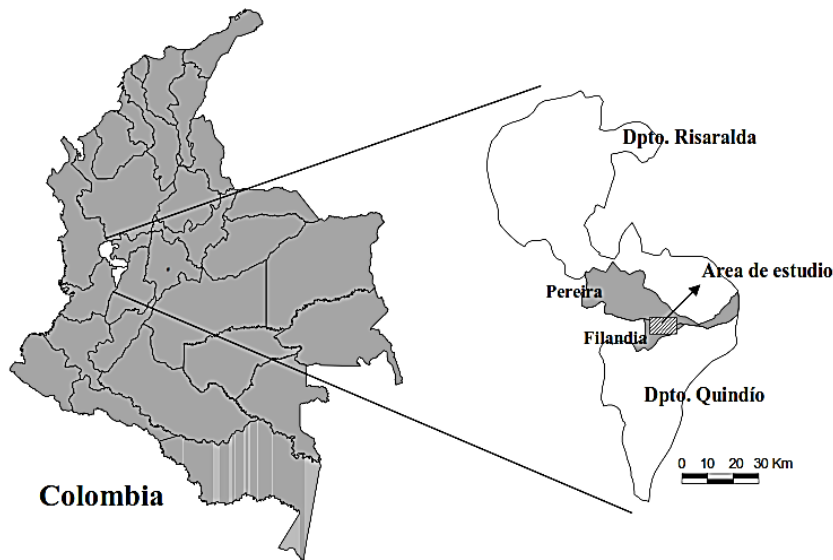 Dpto. Risaralda
Area de estudio
Pereira
Filandia
Dpto. Quindío
0 10 20 30 Km
Colombia